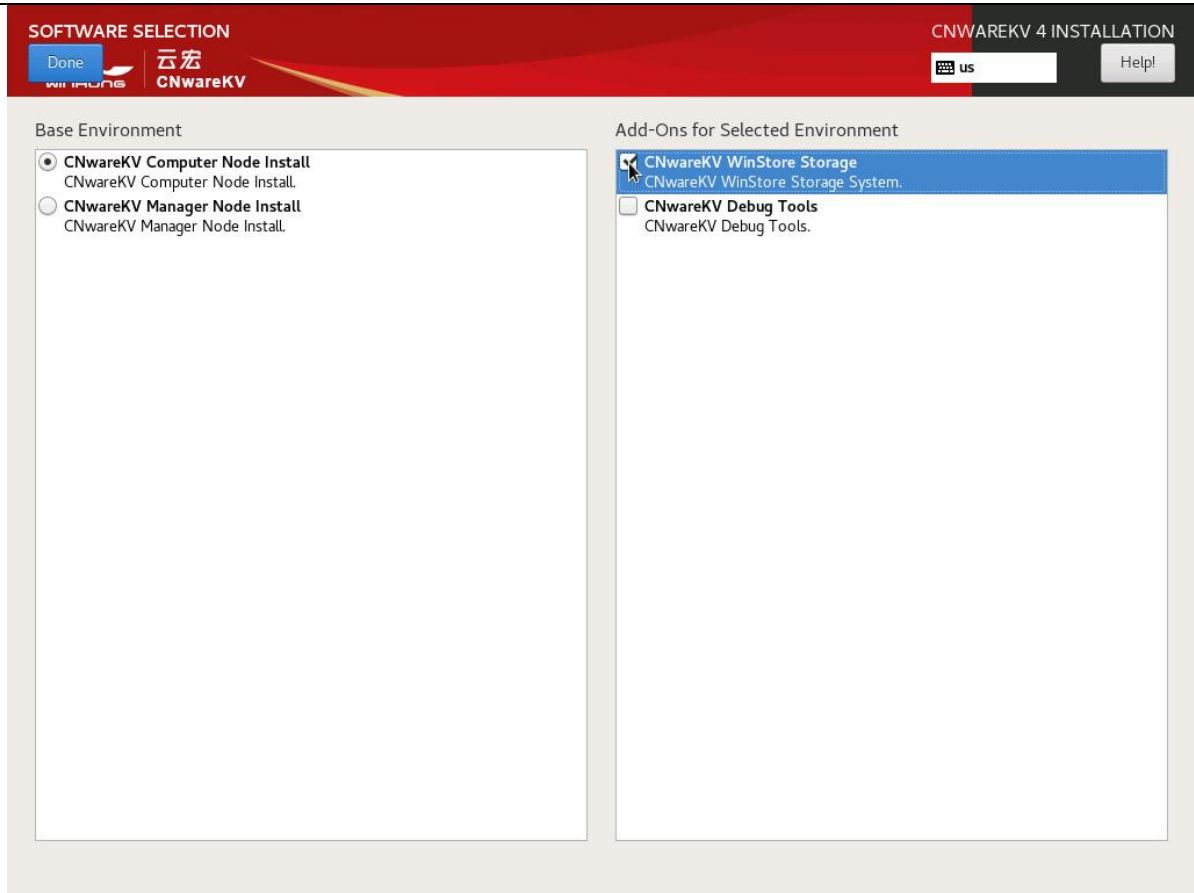 SOFTWARE SELECTION
CNWAREKV 4 INSTALLATION
Done
云宏
CNwareKV
us
Help!
Base Environment
CNwareKV Computer Node Install
CNwareKV Computer Node Install.
CNwareKV Manager Node Install
CNwareKV Manager Node Install.
Add-Ons for Selected Environment
CNwareKV WinStore Storage
CNwareKV WinStore Storage System.
CNwareKV Debug Tools
CNwareKV Debug Tools.